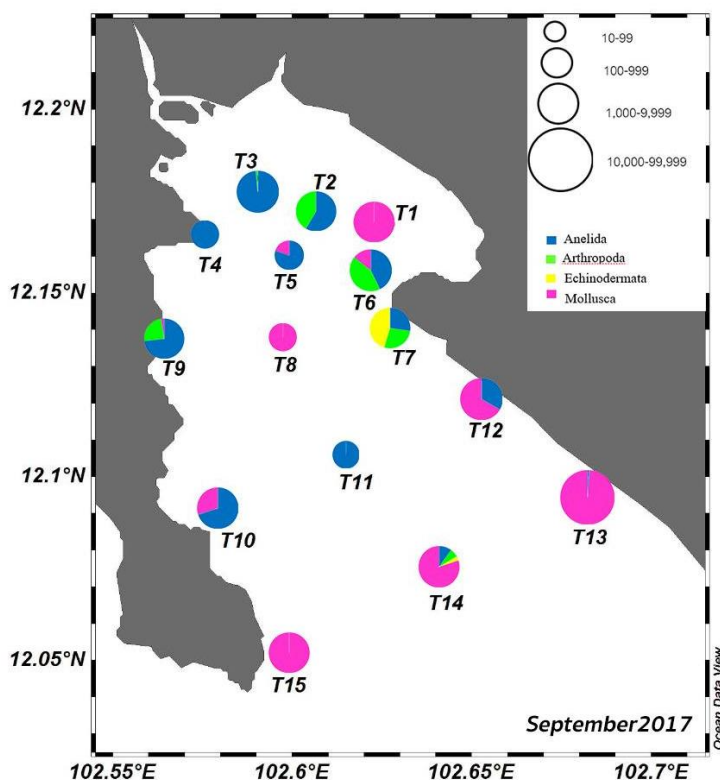 10-99
100-999
1,000-9,999
10,000-99,999
Anelida
Arthropoda
Echinodermata
Mollusca
12.2°N
12.15°N
12.1°N
12.05°N
T3
T2
T1
T4
T5
T6
T7
T8
T9
T12
T11
T10
T13
T14
T15
September2017
Ocean Data View
102.55°E
102.6°E
102.65°E
102.7°E